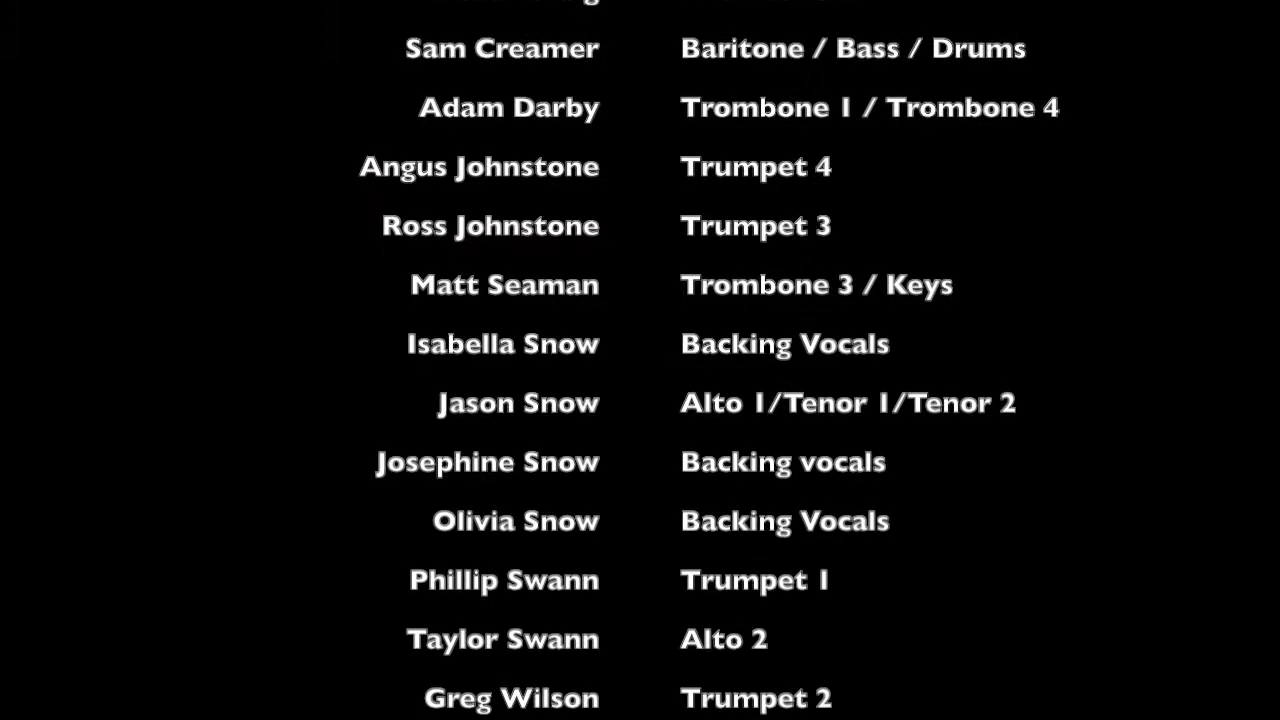 Sam Creamer Baritone / Bass / Drums
Adam Darby Trombone 1 / Trombone 4
Angus Johnstone Trumpet 4
Ross Johnstone Trumpet 3
Matt Seaman Trombone 3 / Keys
Isabella Snow Backing Vocals
Jason Snow Alto 1/Tenor 1/Tenor 2
Josephine Snow Backing vocals
Olivia Snow Backing Vocals
Phillip Swann Trumpet 1
Taylor Swann Alto 2
Greg Wilson Trumpet 2